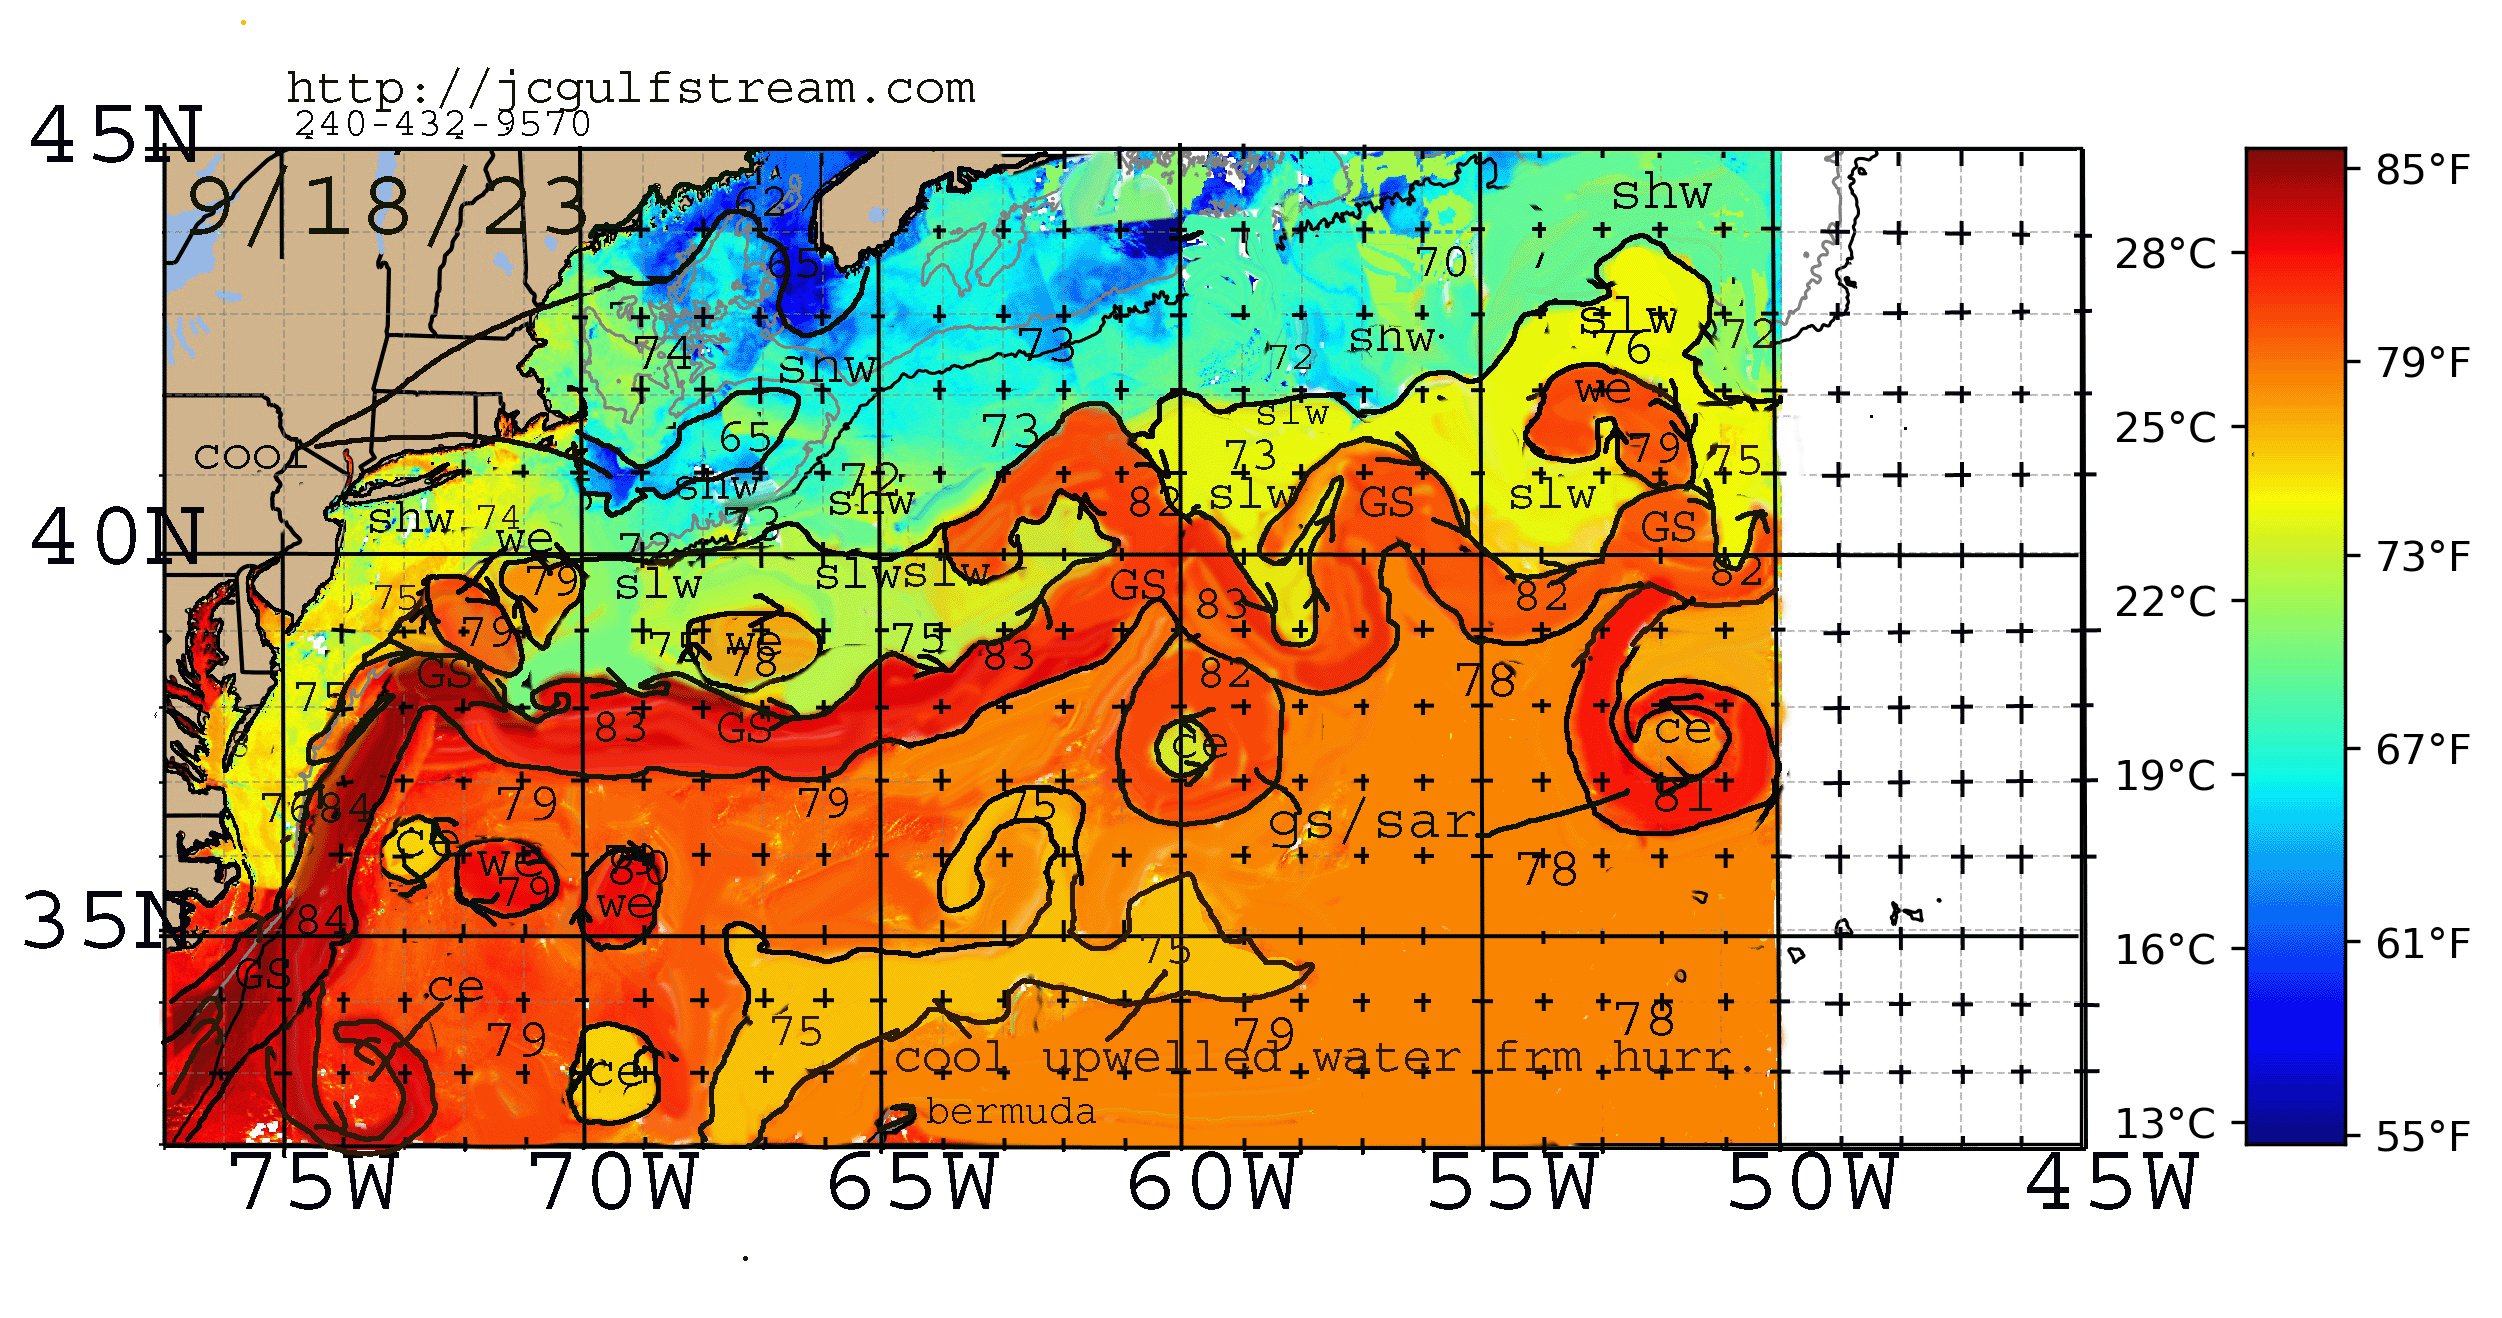 http://jcgulfstream.com
240-432-9570
45N
9/18/23
62
shw
85°F
65
70
28°C
slw
76
72
74
shw
73
72
shw
79°F
we
cool
65
73
slw
73
79
75
25°C
shw
72
shw
82
slw
GS
slw
shw
74
we
73
GS
40N
72
slw
slwslw
GS
82
73°F
75
79
83
82
22°C
79
75
we
78
75
83
GS
82
78
75
83
GS
ce
ce
67°F
19°C
76
84
79
79
75
gs/sar
81
ce
we
79
80
we
78
35N
84
75
61°F
16°C
GS
ce
79
75
79
78
ce
cool upwelled water frm hurr.
bermuda
13°C
55°F
75W
70W
65W
60W
55W
50W
45W